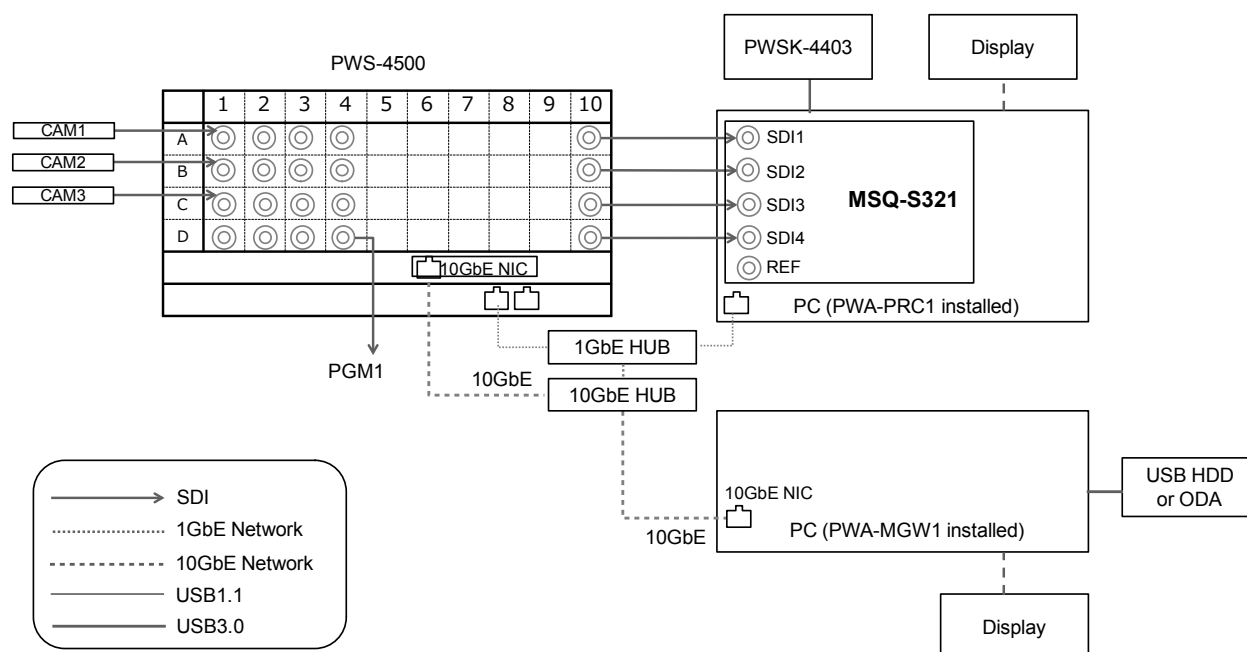 PWSK-4403
Display
PWS-4500
1 2 3 4 5 6 7 8 9 10
CAM1
A
SDI1
CAM2
B
SDI2
CAM3
C
SDI3
MSQ-S321
D
SDI4
10GbE NIC
REF
PC (PWA-PRC1 installed)
1GbE HUB
PGM1
10GbE
10GbE HUB
SDI
1GbE Network
10GbE Network
USB1.1
USB3.0
10GbE NIC
10GbE
PC (PWA-MGW1 installed)
USB HDD
or ODA
Display